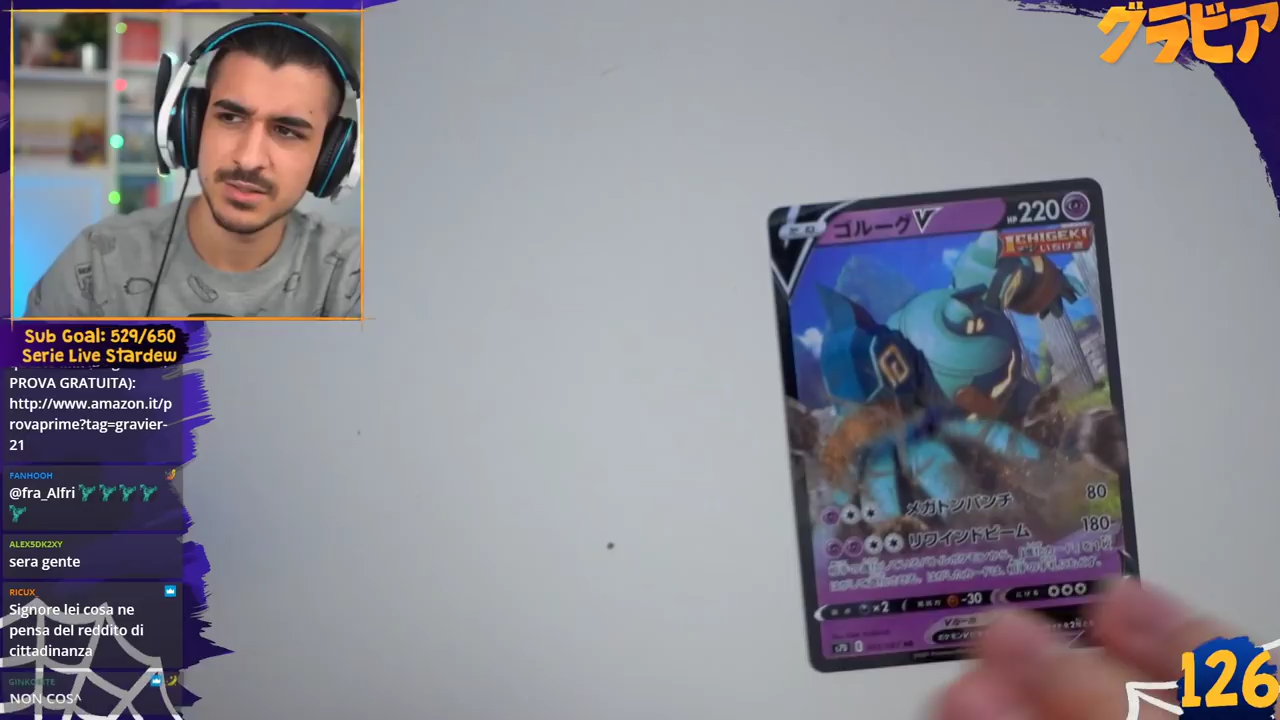 グラビア
Sub Goal: 529/650
Serie Live Stardew
PROVA GRATUITA):
http://www.amazon.it/p
rovaprime?tag=gravier-
21
FANHOOH
@fra_Alfri
ALEX5DK2XY
sera gente
RICUX
Signore lei cosa ne
pensa del reddito di
cittadinanza
NON COS^
ゴルーグV
HP 220
ICHIGEKI
いちげき
メガトンパンチ 80
リワインドビーム 180
×2
-30
126